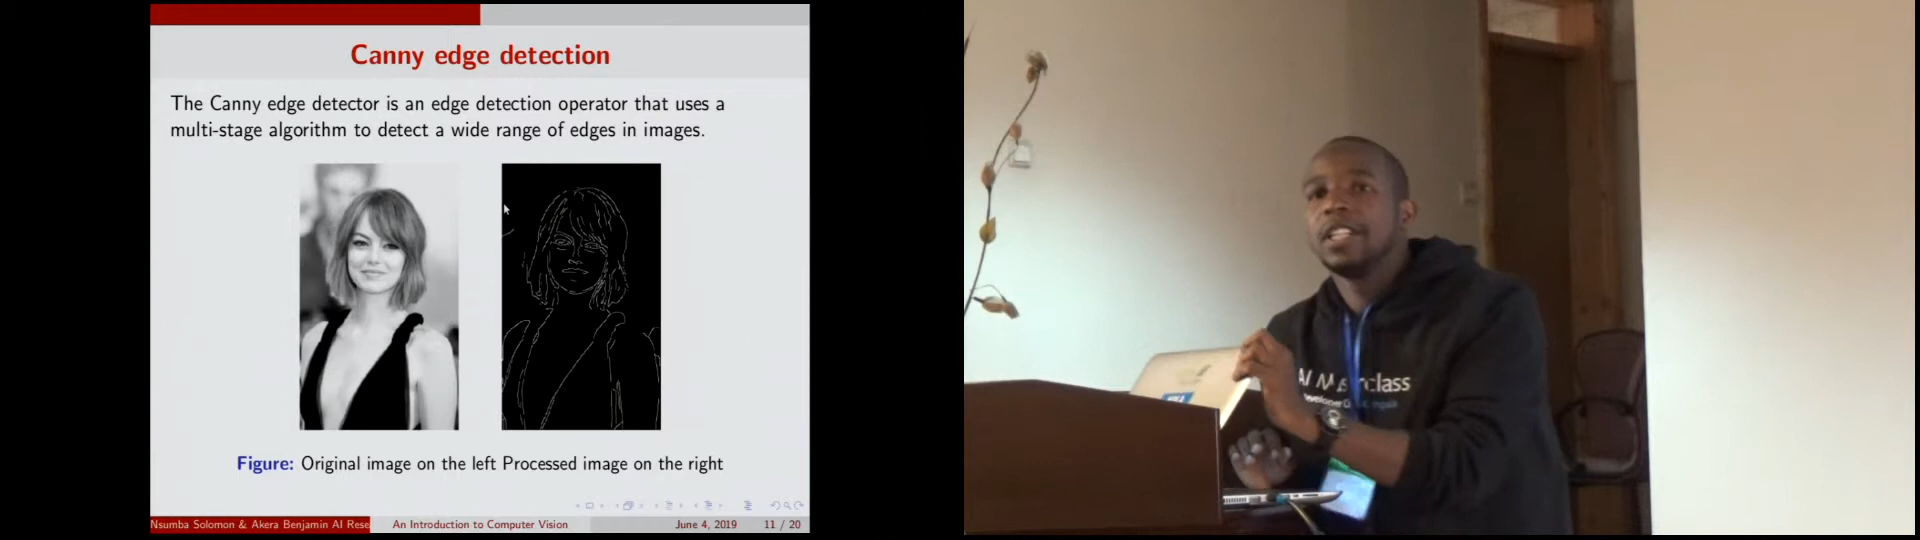 Canny edge detection
The Canny edge detector is an edge detection operator that uses a
multi-stage algorithm to detect a wide range of edges in images.
Figure: Original image on the left Processed image on the right
Nsumba Solomon & Akera Benjamin AI Rese
An Introduction to Computer Vision
June 4, 2019
11 / 20
AI M class